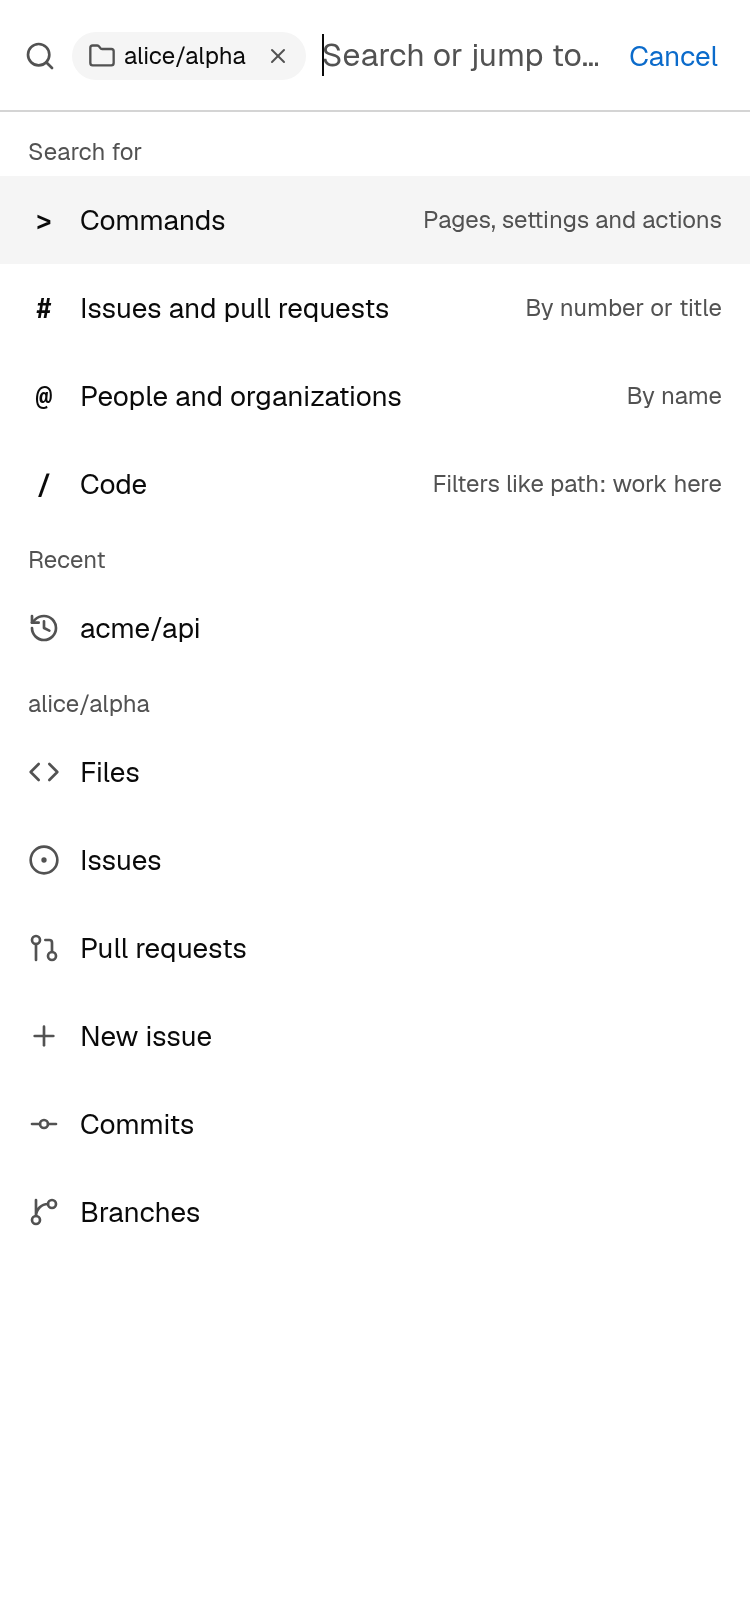 alice/alpha Search or jump to... Cancel
Search for
> Commands Pages, settings and actions
# Issues and pull requests By number or title
@ People and organizations By name
/ Code Filters like path: work here
Recent
acme/api
alice/alpha
Files
Issues
Pull requests
New issue
Commits
Branches